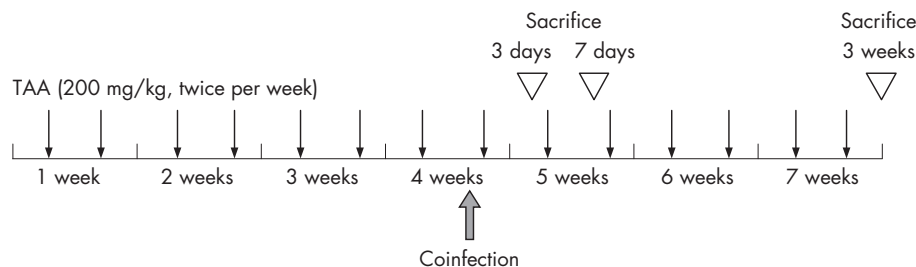 Sacrifice
3 days
7 days
Sacrifice
3 weeks
TAA (200 mg/kg, twice per week)
1 week
2 weeks
3 weeks
4 weeks
5 weeks
6 weeks
7 weeks
Coinfection